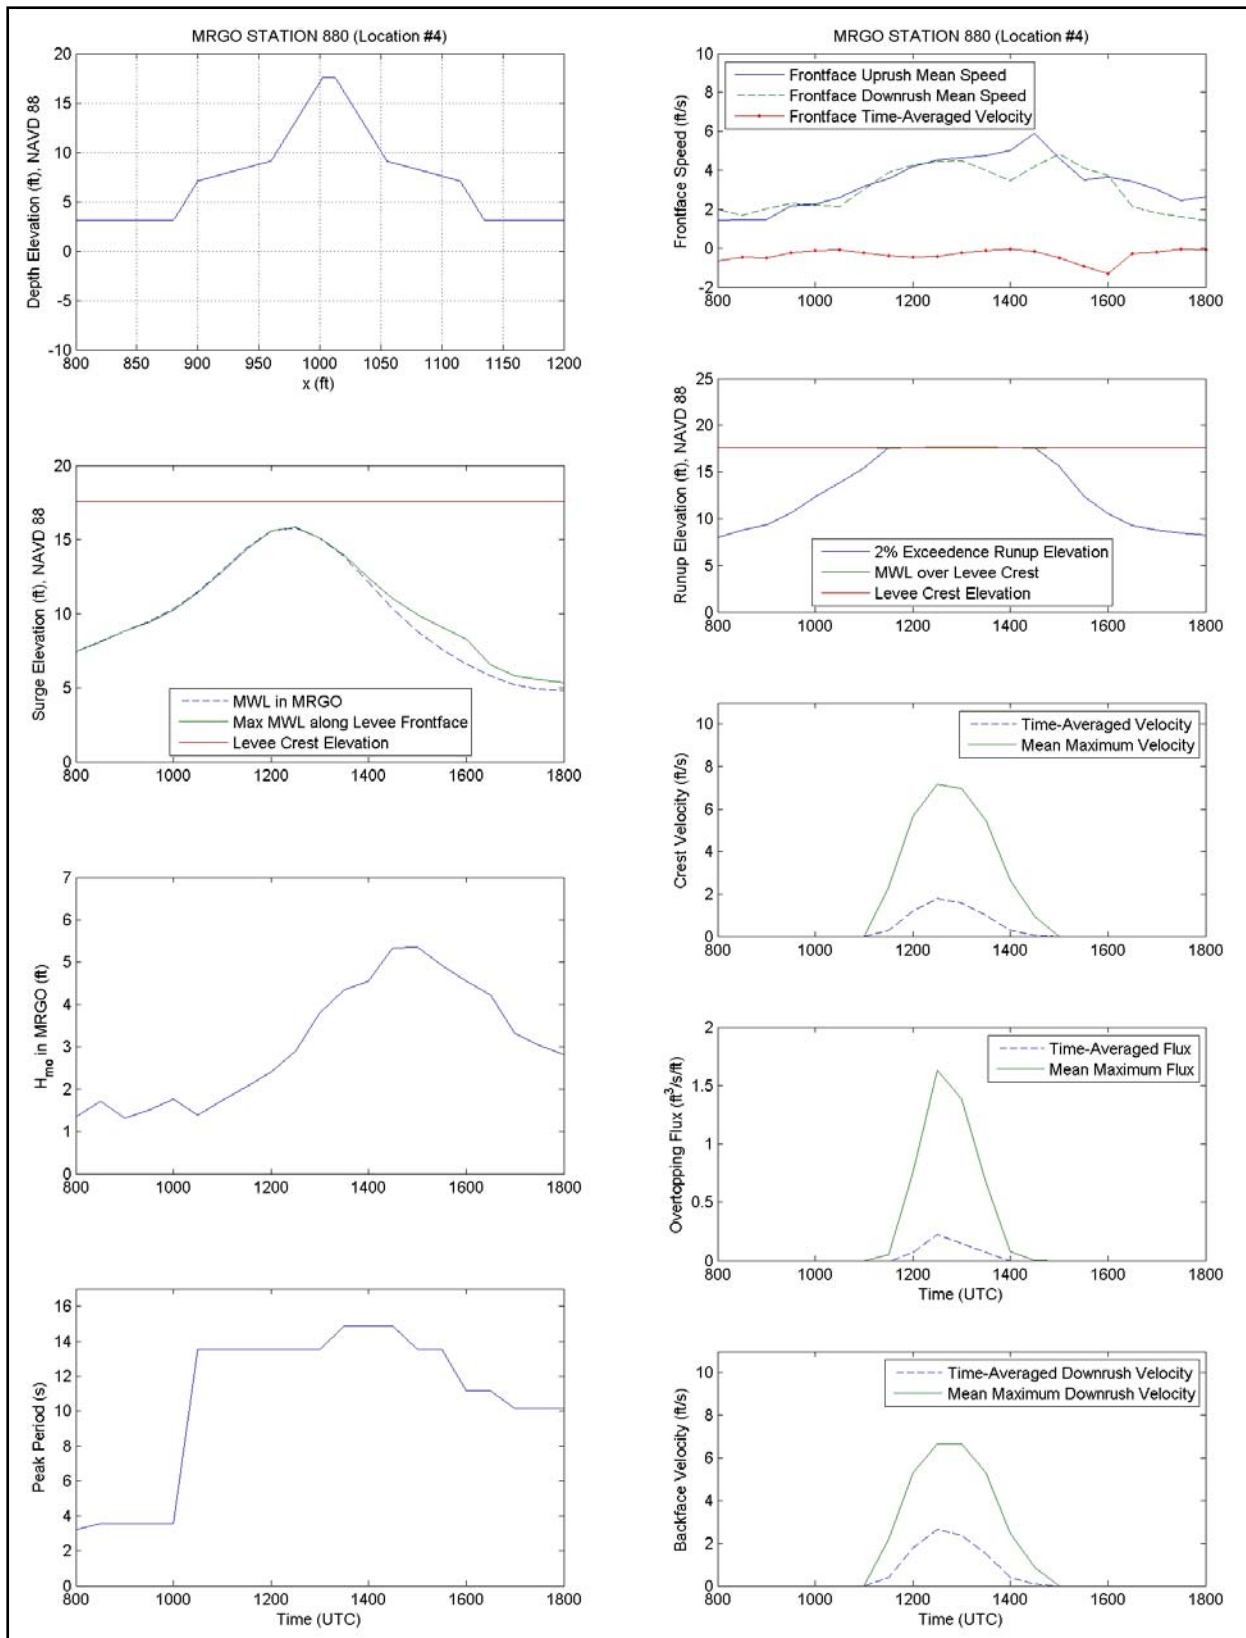 MRGO STATION 880 (Location #4)
Depth Elevation (ft), NAVD 88
20
15
10
5
0
-5
-10
800 850 900 950 1000 1050 1100 1150 1200
x (ft)
Surge Elevation (ft), NAVD 88
20
15
10
5
0
MWL in MRGO
Max MWL along Levee Frontface
Levee Crest Elevation
800 1000 1200 1400 1600 1800
Hmo in MRGO (ft)
7
6
5
4
3
2
1
0
800 1000 1200 1400 1600 1800
Peak Period (s)
16
14
12
10
8
6
4
2
0
800 1000 1200 1400 1600 1800
Time (UTC)
MRGO STATION 880 (Location #4)
Frontface Speed (ft/s)
10
8
6
4
2
0
-2
Frontface Uprush Mean Speed
Frontface Downrush Mean Speed
Frontface Time-Averaged Velocity
800 1000 1200 1400 1600 1800
Runup Elevation (ft), NAVD 88
25
20
15
10
5
0
2% Exceedence Runup Elevation
MWL over Levee Crest
Levee Crest Elevation
800 1000 1200 1400 1600 1800
Crest Velocity (ft/s)
10
8
6
4
2
0
Time-Averaged Velocity
Mean Maximum Velocity
800 1000 1200 1400 1600 1800
Overtopping Flux (ft³/s/ft)
2
1.5
1
0.5
0
Time-Averaged Flux
Mean Maximum Flux
800 1000 1200 1400 1600 1800
Time (UTC)
Backface Velocity (ft/s)
10
8
6
4
2
0
Time-Averaged Downrush Velocity
Mean Maximum Downrush Velocity
800 1000 1200 1400 1600 1800
Time (UTC)